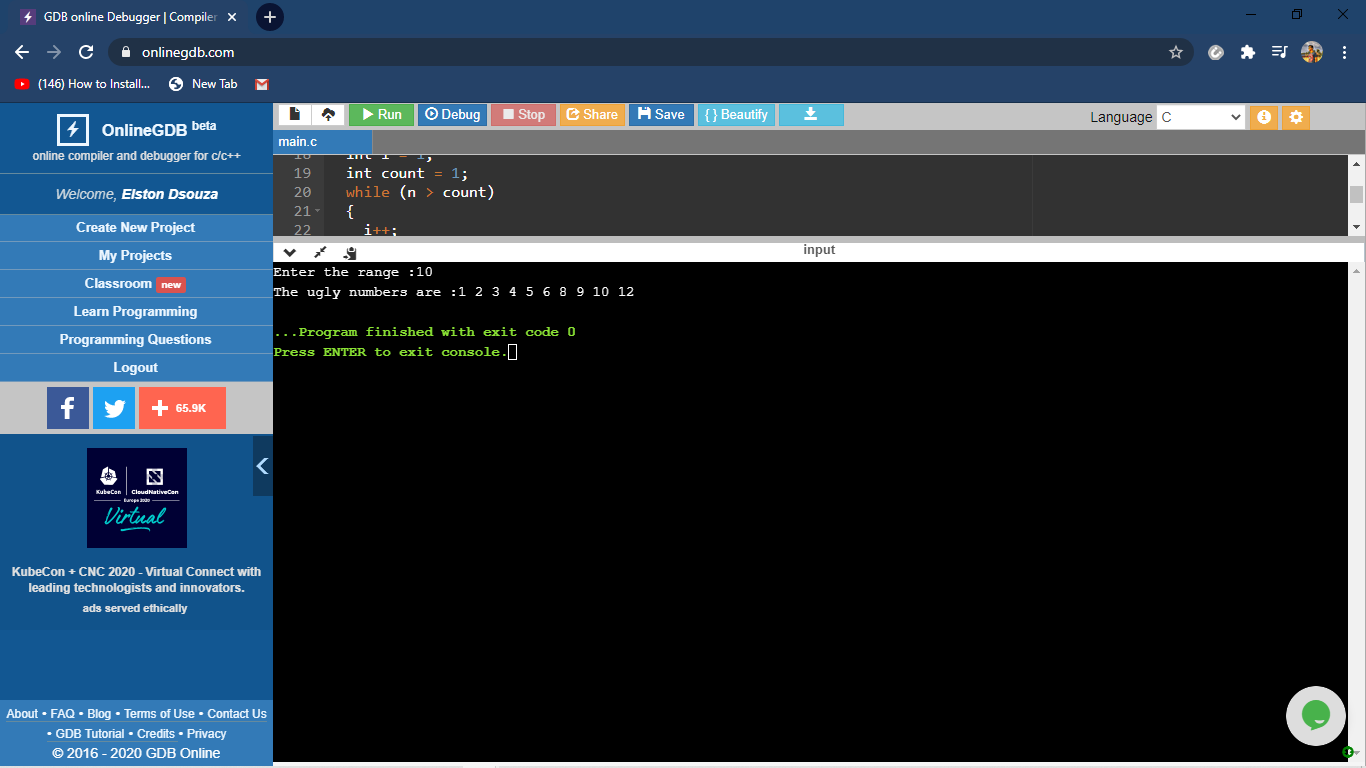 GDB online Debugger | Compiler
onlinegdb.com
(146) How to Install... New Tab
OnlineGDB beta
online compiler and debugger for c/c++
Welcome, Elston Dsouza
Create New Project
My Projects
Classroom new
Learn Programming
Programming Questions
Logout
65.9K
KubeCon CloudNativeCon
Europe 2020
Virtual
KubeCon + CNC 2020 - Virtual Connect with
leading technologists and innovators.
ads served ethically
About • FAQ • Blog • Terms of Use • Contact Us
• GDB Tutorial • Credits • Privacy
© 2016 - 2020 GDB Online
Run Debug Stop Share Save {} Beautify Language C
main.c
18 int i = 1;
19 int count = 1;
20 while (n > count)
21 {
22 i++;
input
Enter the range :10
The ugly numbers are :1 2 3 4 5 6 8 9 10 12
...Program finished with exit code 0
Press ENTER to exit console.